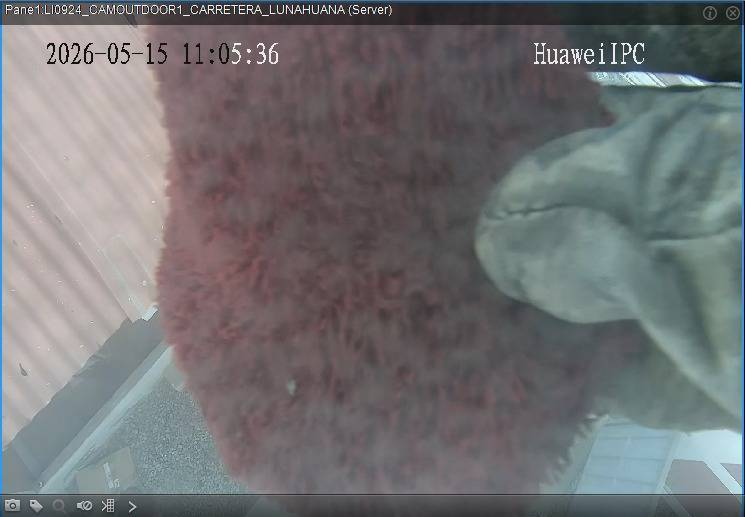 Pane1:LI0924_CAMOUTDOOR1_CARRETERA_LUNAHUANA (Server)
2026-05-15 11:05:36
HuaweiIPC